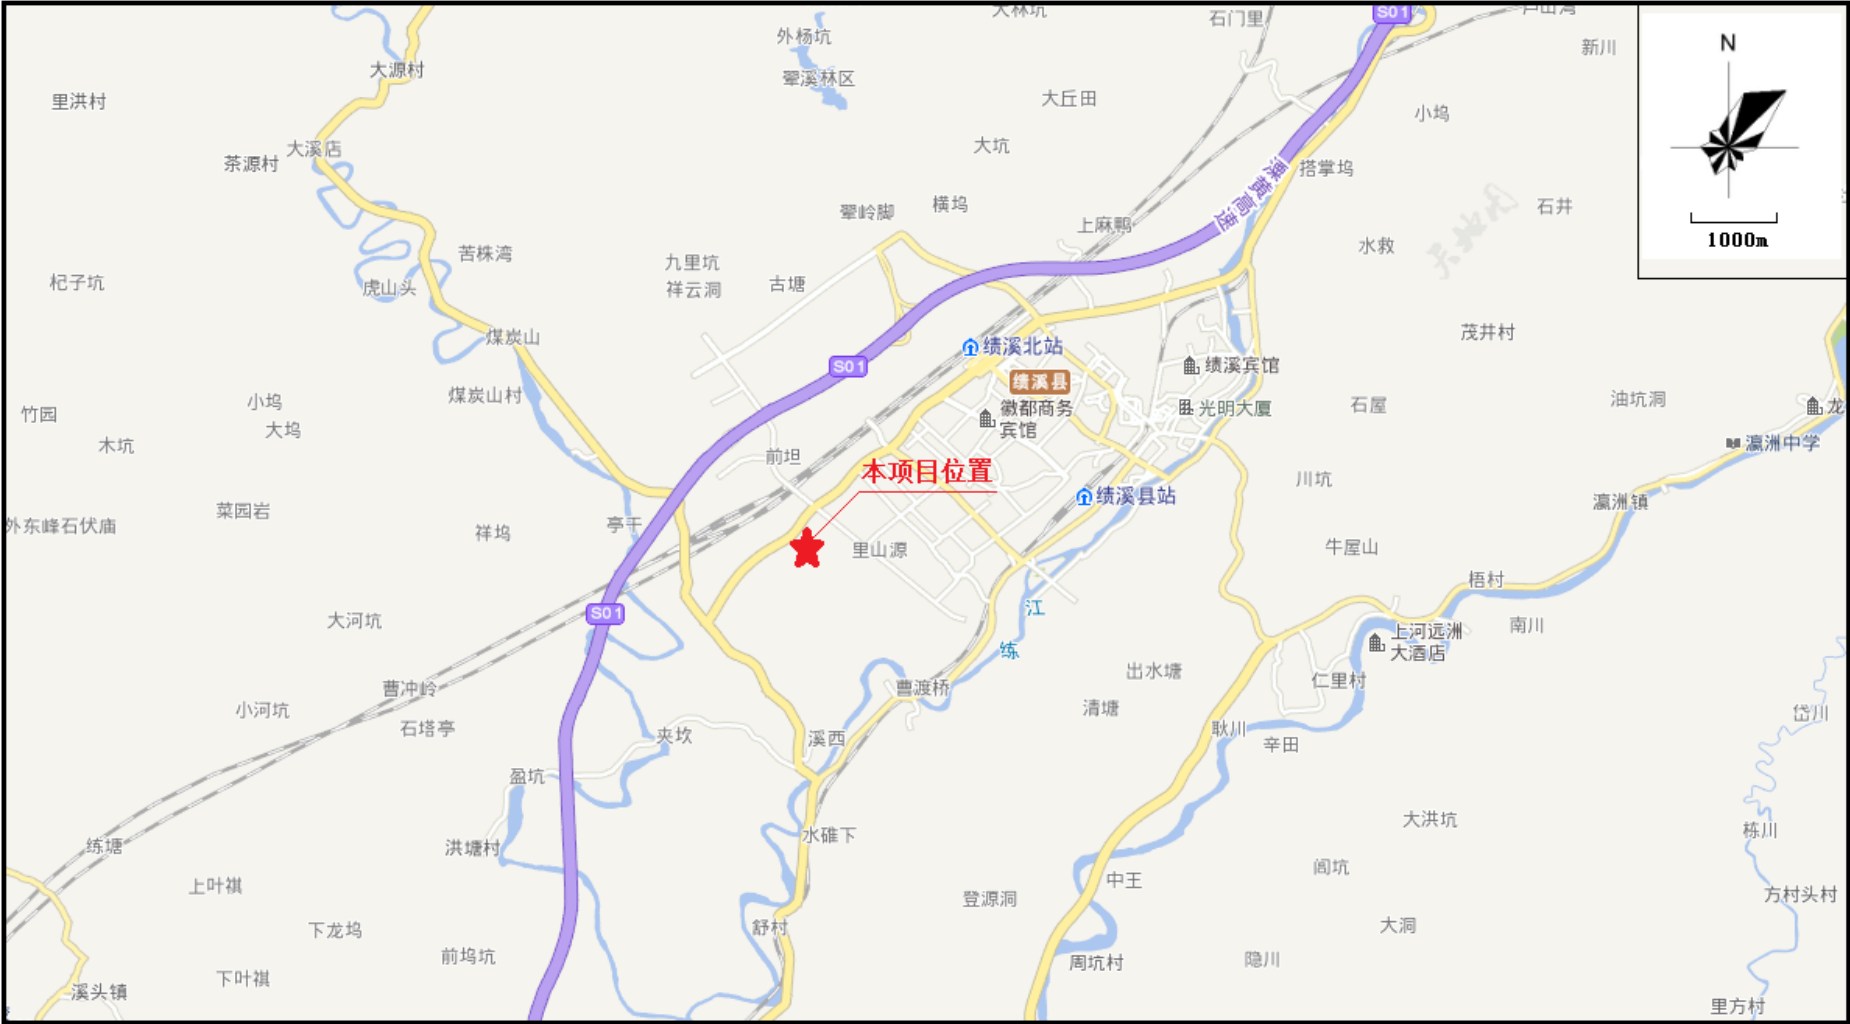 S01
大林坑
石门里
外杨坑
新川
N
大源村
翚溪林区
里洪村
大丘田
小坞
大坑
大溪店
茶源村
搭掌坞
溧黄高速
横坞
翚岭脚
石井
上麻鸭
水救
1000m
苦株湾
九里坑
祥云洞
古塘
杞子坑
虎山头
煤炭山
绩溪北站
茂井村
S01
绩溪宾馆
绩溪县
煤炭山村
小坞
竹园
徽都商务
宾馆
光明大厦
石屋
油坑洞
龙
大坞
木坑
瀛洲中学
前坦
本项目位置
川坑
绩溪县站
瀛洲镇
菜园岩
外东峰石伏庙
亭干
祥坞
里山源
牛屋山
梧村
江
练
S01
大河坑
南川
上河远洲
大酒店
出水塘
仁里村
曹冲岭
曹渡桥
小河坑
清塘
岱川
石塔亭
夹坎
溪西
耿川
辛田
盈坑
大洪坑
栋川
水碓下
练塘
洪塘村
阎坑
中王
上叶祺
方村头村
登源洞
下龙坞
舒村
大洞
前坞坑
周坑村
隐川
下叶祺
溪头镇
里方村